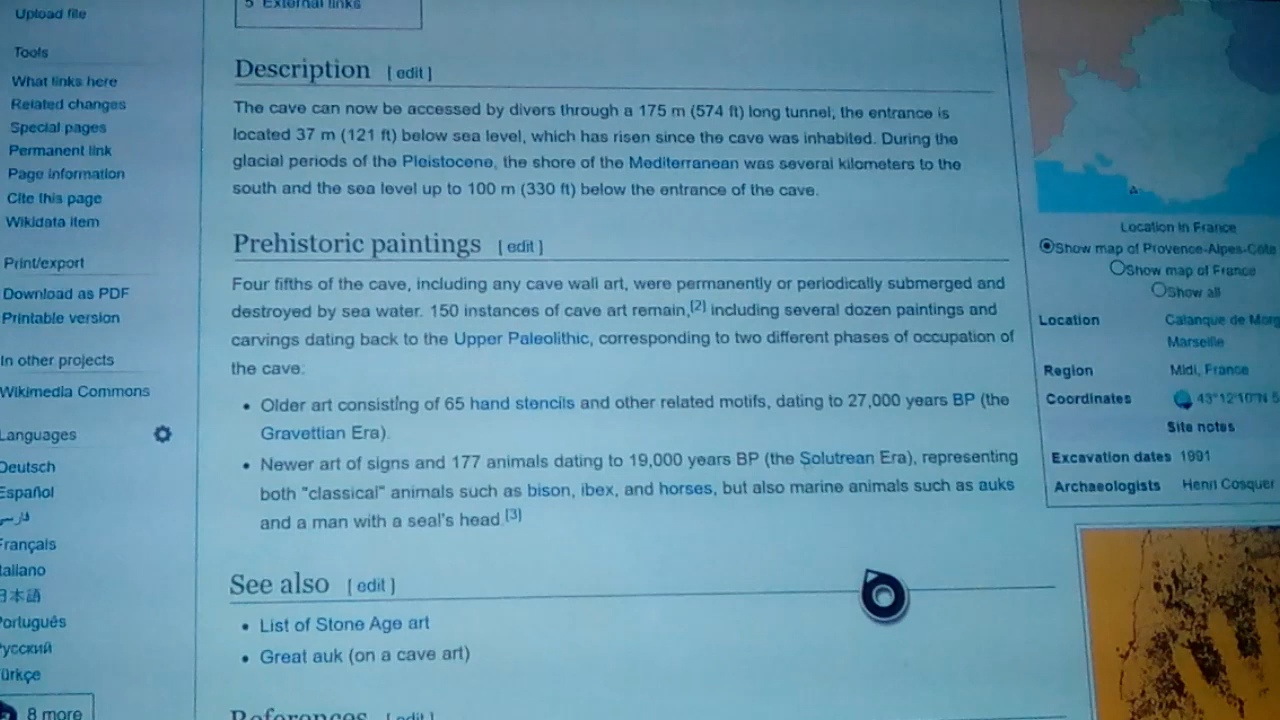 Upload file
Tools
What links here
Related changes
Special pages
Permanent link
Page information
Cite this page
Wikidata item
Print/export
Download as PDF
Printable version
In other projects
Wikimedia Commons
Languages
Deutsch
Español
فارسی
Français
Italiano
日本語
Português
Русский
Türkçe
8 more
5 External links
Description [ edit ]
The cave can now be accessed by divers through a 175 m (574 ft) long tunnel; the entrance is
located 37 m (121 ft) below sea level, which has risen since the cave was inhabited. During the
glacial periods of the Pleistocene, the shore of the Mediterranean was several kilometers to the
south and the sea level up to 100 m (330 ft) below the entrance of the cave.
Prehistoric paintings [ edit ]
Four fifths of the cave, including any cave wall art, were permanently or periodically submerged and
destroyed by sea water. 150 instances of cave art remain,[2] including several dozen paintings and
carvings dating back to the Upper Paleolithic, corresponding to two different phases of occupation of
the cave:
• Older art consisting of 65 hand stencils and other related motifs, dating to 27,000 years BP (the
Gravettian Era).
• Newer art of signs and 177 animals dating to 19,000 years BP (the Solutrean Era), representing
both "classical" animals such as bison, ibex, and horses, but also marine animals such as auks
and a man with a seal's head.[3]
See also [ edit ]
• List of Stone Age art
• Great auk (on a cave art)
References [ edit ]
Location in France
Show map of Provence-Alpes-Côte
Show map of France
Show all
Location Calanque de Morg
Marseille
Region Midi, France
Coordinates 43°12′10″N 5
Site notes
Excavation dates 1991
Archaeologists Henri Cosquer